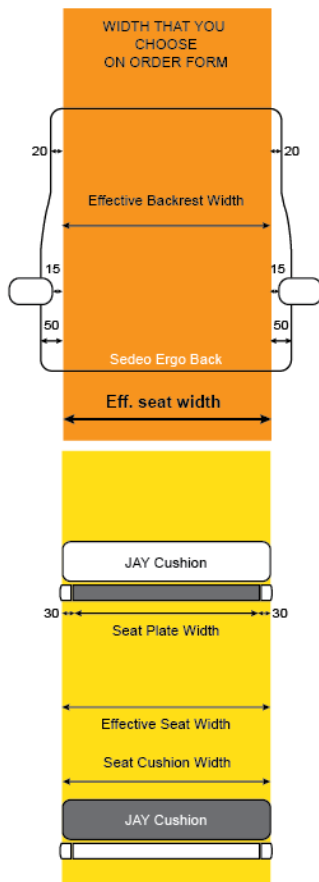 WIDTH THAT YOU
CHOOSE
ON ORDER FORM
20 20
Effective Backrest Width
15 15
50 50
Sedeo Ergo Back
Eff. seat width
JAY Cushion
30 30
Seat Plate Width
Effective Seat Width
Seat Cushion Width
JAY Cushion